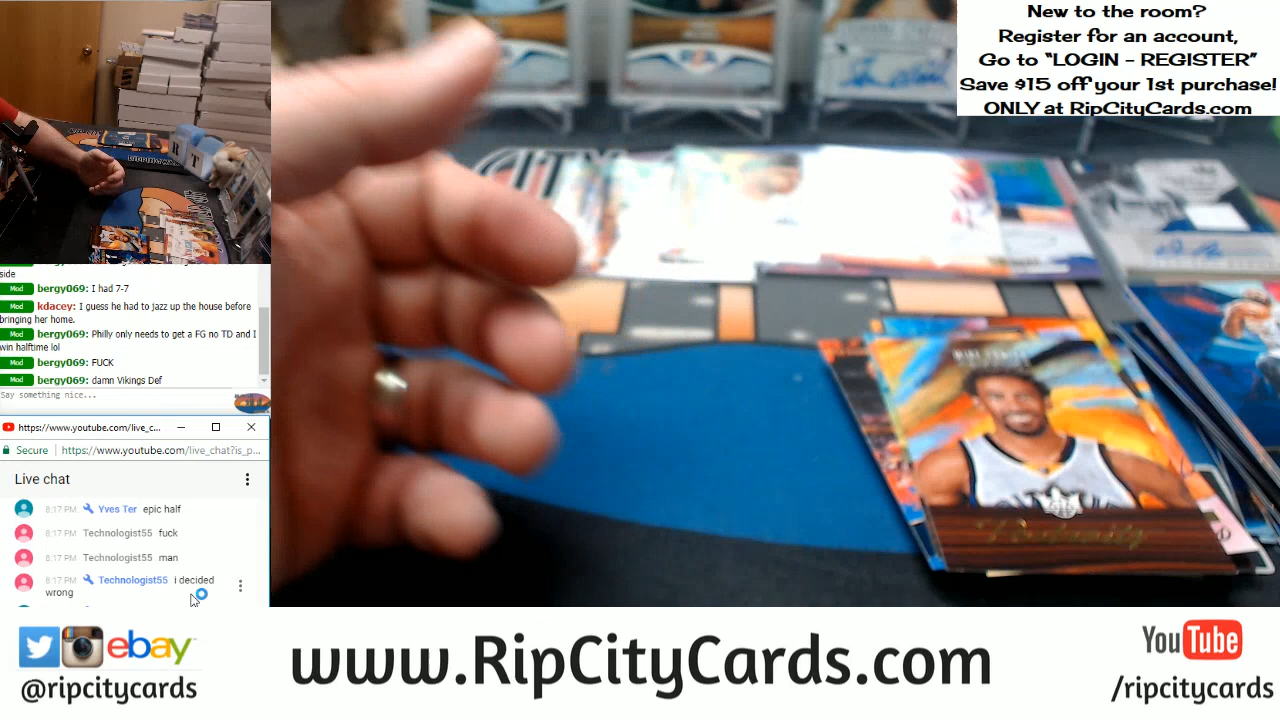 New to the room?
Register for an account,
Go to “LOGIN - REGISTER”
Save $15 off your 1st purchase!
ONLY at RipCityCards.com
side
Mod bergy069: I had 7-7
Mod kdacey: I guess he had to jazz up the house before
bringing her home.
Mod bergy069: Philly only needs to get a FG no TD and I
win halftime lol
Mod bergy069: FUCK
Mod bergy069: damn Vikings Def
Say something nice...
https://www.youtube.com/live_c...
Secure https://www.youtube.com/live_chat?is_p...
Live chat
8:17 PM Yves Ter epic half
8:17 PM Technologist55 fuck
8:17 PM Technologist55 man
8:17 PM Technologist55 i decided
wrong
CITY
R T
ebay
@ripcitycards
www.RipCityCards.com
YouTube
/ripcitycards